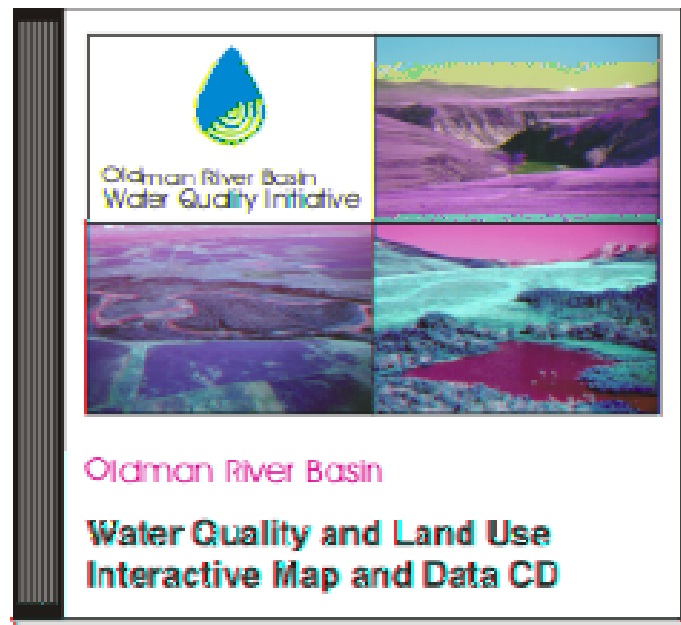 Oldman River Basin
Water Quality Initiative
Oldman River Basin
Water Quality and Land Use
Interactive Map and Data CD